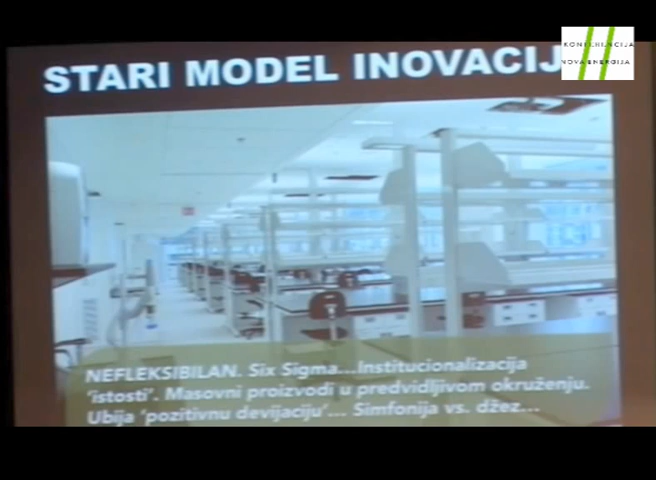 STARI MODEL INOVACIJ
KONFERENCIJA
NOVA ENERGIJA
NEFLEKSIBILAN. Six Sigma...Institucionalizacija
'istosti'. Masovni proizvodi u predvidljivom okruženju.
Ubija 'pozitivnu devijaciju'... Simfonija vs. džez...